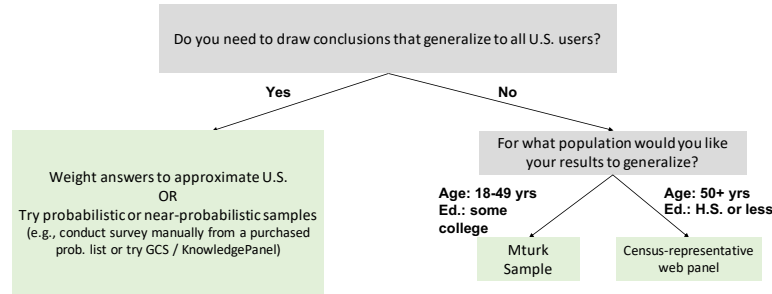 Do you need to draw conclusions that generalize to all U.S. users?
Yes
No
Weight answers to approximate U.S.
OR
Try probabilistic or near-probabilistic samples
(e.g., conduct survey manually from a purchased
prob. list or try GCS / KnowledgePanel)
For what population would you like
your results to generalize?
Age: 18-49 yrs
Ed.: some
college
Age: 50+ yrs
Ed.: H.S. or less
Mturk
Sample
Census-representative
web panel